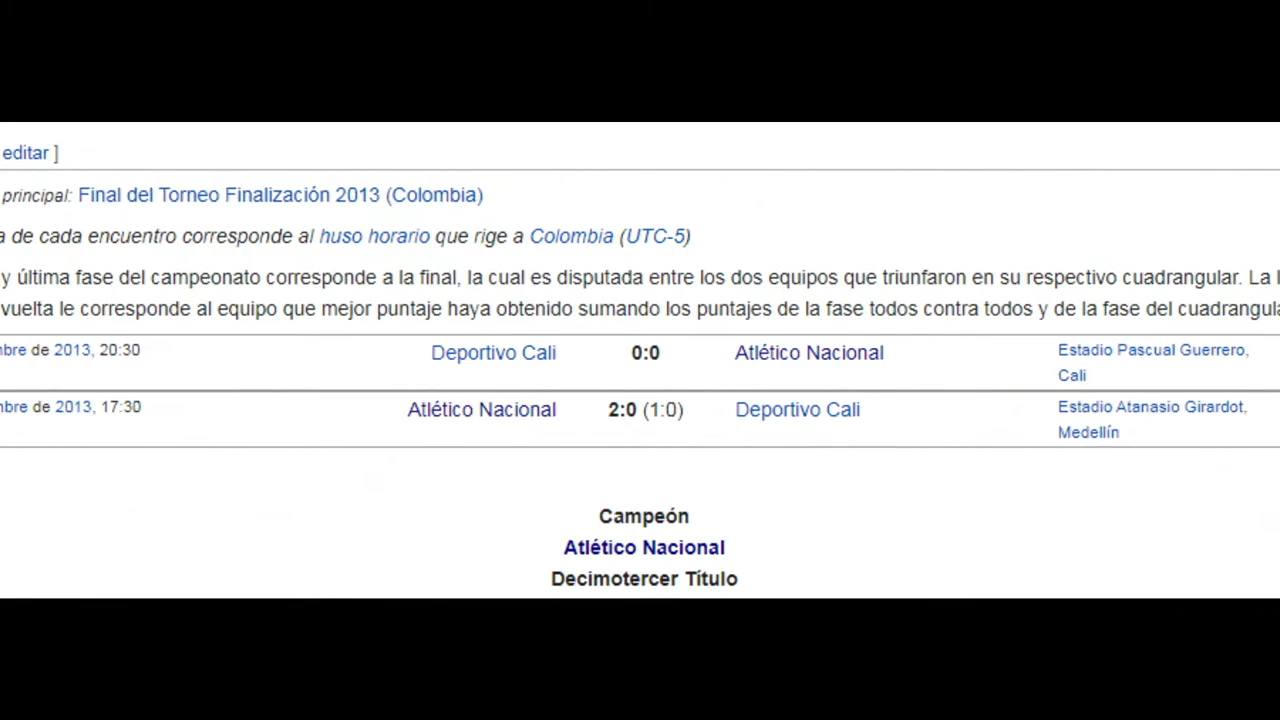 editar ]
principal: Final del Torneo Finalización 2013 (Colombia)
a de cada encuentro corresponde al huso horario que rige a Colombia (UTC-5)
y última fase del campeonato corresponde a la final, la cual es disputada entre los dos equipos que triunfaron en su respectivo cuadrangular. La l
vuelta le corresponde al equipo que mejor puntaje haya obtenido sumando los puntajes de la fase todos contra todos y de la fase del cuadrangula
mbre de 2013, 20:30 Deportivo Cali 0:0 Atlético Nacional Estadio Pascual Guerrero,
Cali
mbre de 2013, 17:30 Atlético Nacional 2:0 (1:0) Deportivo Cali Estadio Atanasio Girardot,
Medellín
Campeón
Atlético Nacional
Decimotercer Título